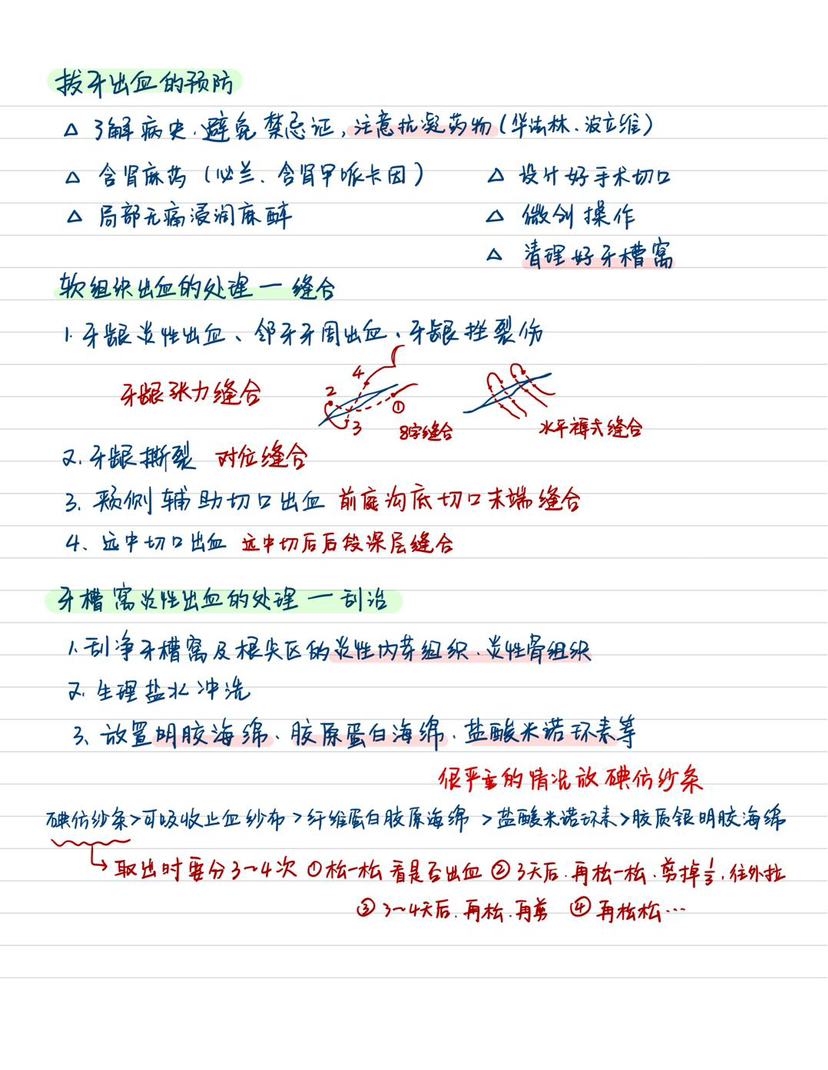 拔牙出血的预防
△ 了解病史、避免禁忌证,注意抗凝药物(华法林、波立维)
△ 含肾麻药(必兰、含肾甲哌卡因)
△ 设计好手术切口
△ 局部无痛浸润麻醉
△ 微创操作
△ 清理好牙槽窝
软组织出血的处理一缝合
1. 牙龈炎性出血、邻牙牙周出血、牙龈挫裂伤
牙龈张力缝合
4
2
①
3
8字缝合
水平褥式缝合
2. 牙龈撕裂 对位缝合
3. 颊侧辅助切口出血 前庭沟底切口末端缝合
4、远中切口出血 远中切后后段深层缝合
牙槽窝炎性出血的处理一刮治
1. 刮净牙槽窝及根尖区的炎性肉芽组织、炎性骨组织
2. 生理盐水冲洗
3、放置明胶海绵、胶原蛋白海绵、盐酸米诺环素等
很严重的情况放碘仿纱条
碘仿纱条>可吸收止血纱布>纤维蛋白胶原海绵>盐酸米诺环素>胶质银明胶海绵
取出时要分3~4次 ①松一松看是否出血 ②3天后.再松一松.剪掉1/3,往外拉
③3~4天后.再松.再剪 ④再松松…